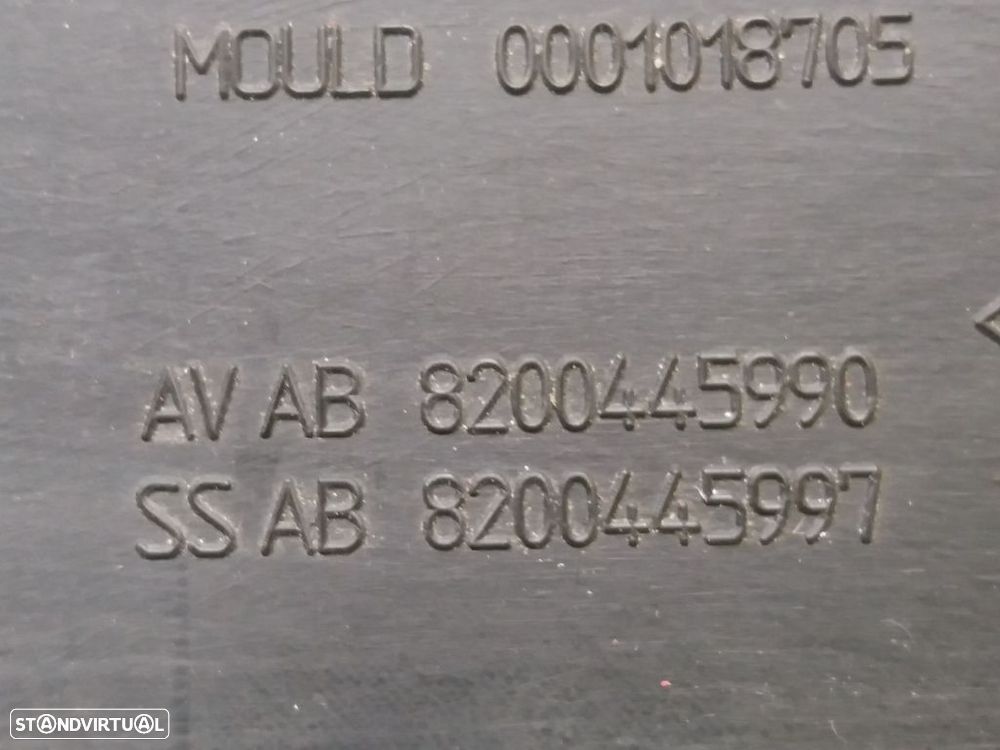 MOULD 0001018705
AV AB 8200445990
SS AB 8200445997
STANDVIRTUAL